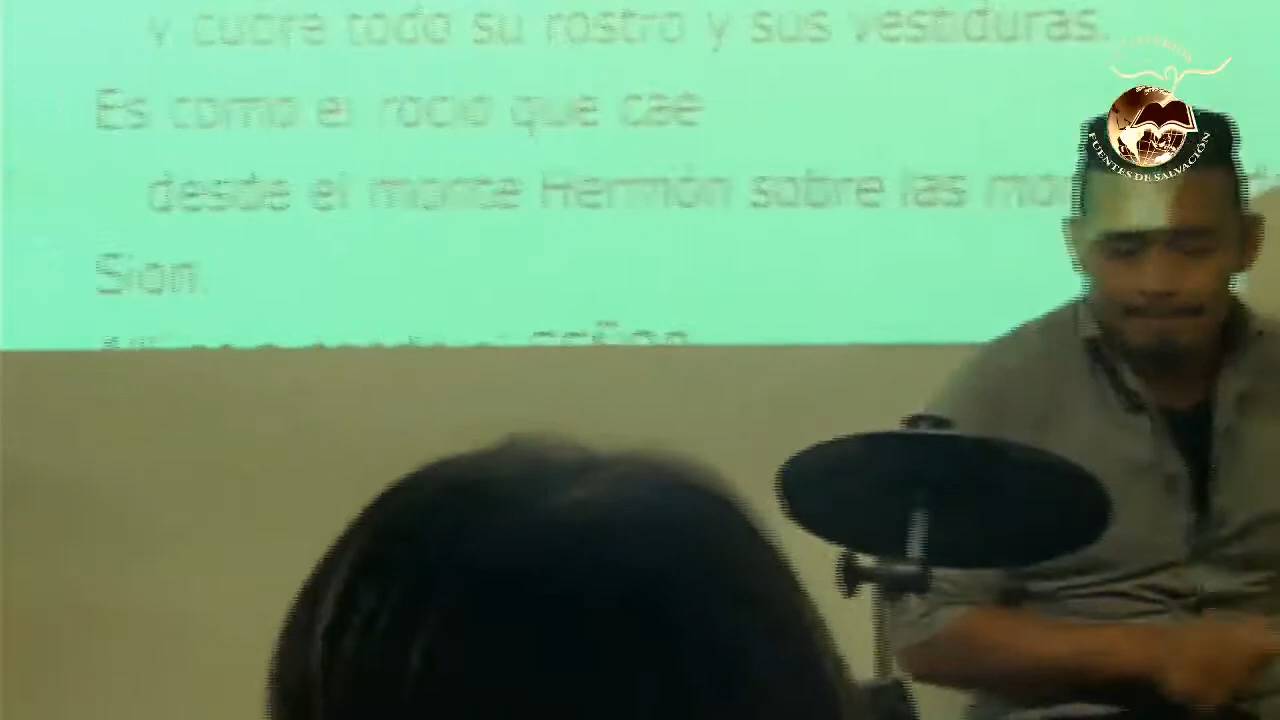 y cubre todo su rostro y sus vestiduras.
Es como el rocío que cae
desde el monte Hermón sobre las
Sion.
señor
FUENTES DE SALVACIÓN